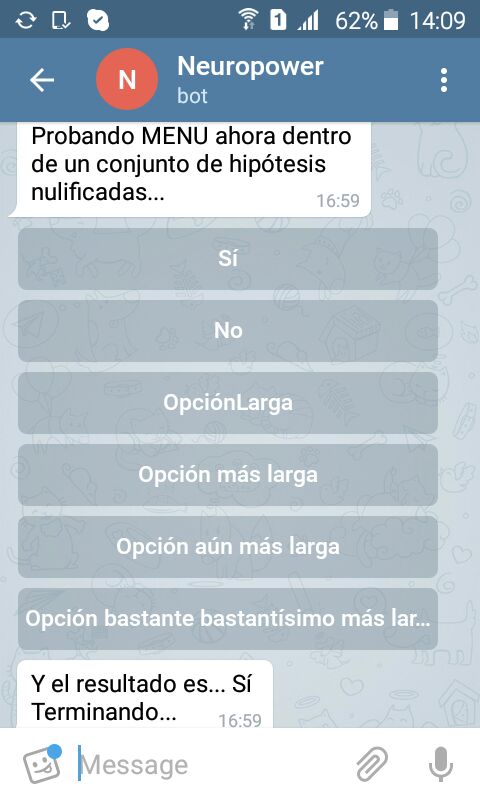 62% 14:09
N
Neuropower
bot
Probando MENU ahora dentro
de un conjunto de hipótesis
nulificadas...
16:59
Sí
No
OpciónLarga
Opción más larga
Opción aún más larga
Opción bastante bastantísimo más lar...
Y el resultado es... Sí
Terminando...
16:59
Message